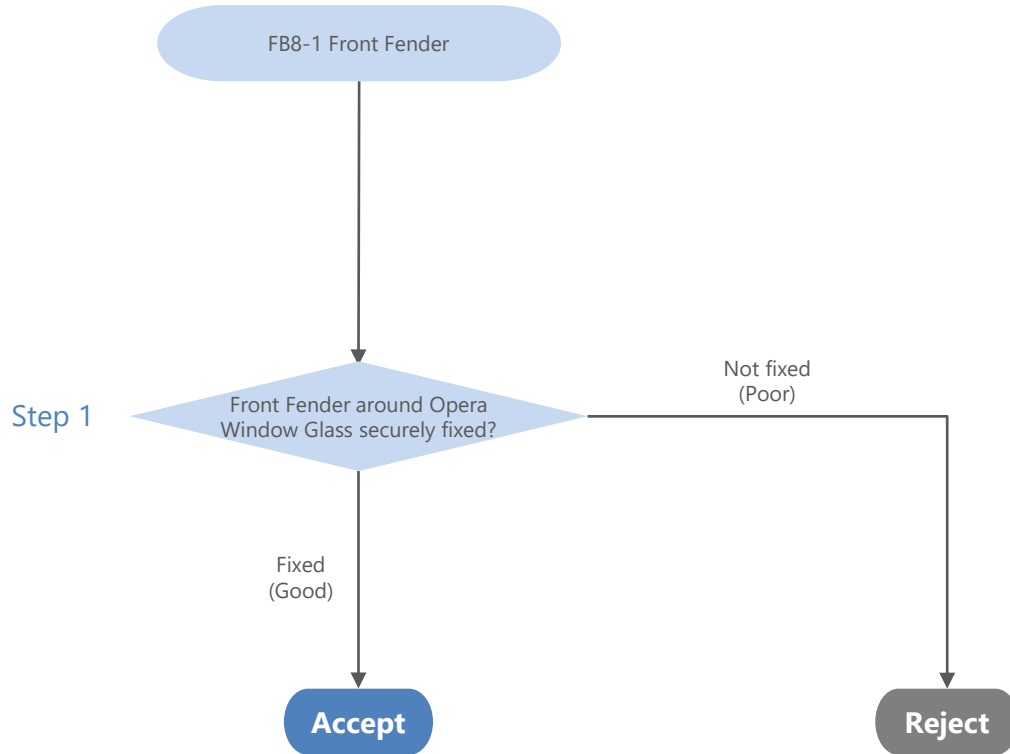 FB8-1 Front Fender
Not fixed
(Poor)
Step 1
Front Fender around Opera
Window Glass securely fixed?
Fixed
(Good)
Accept
Reject